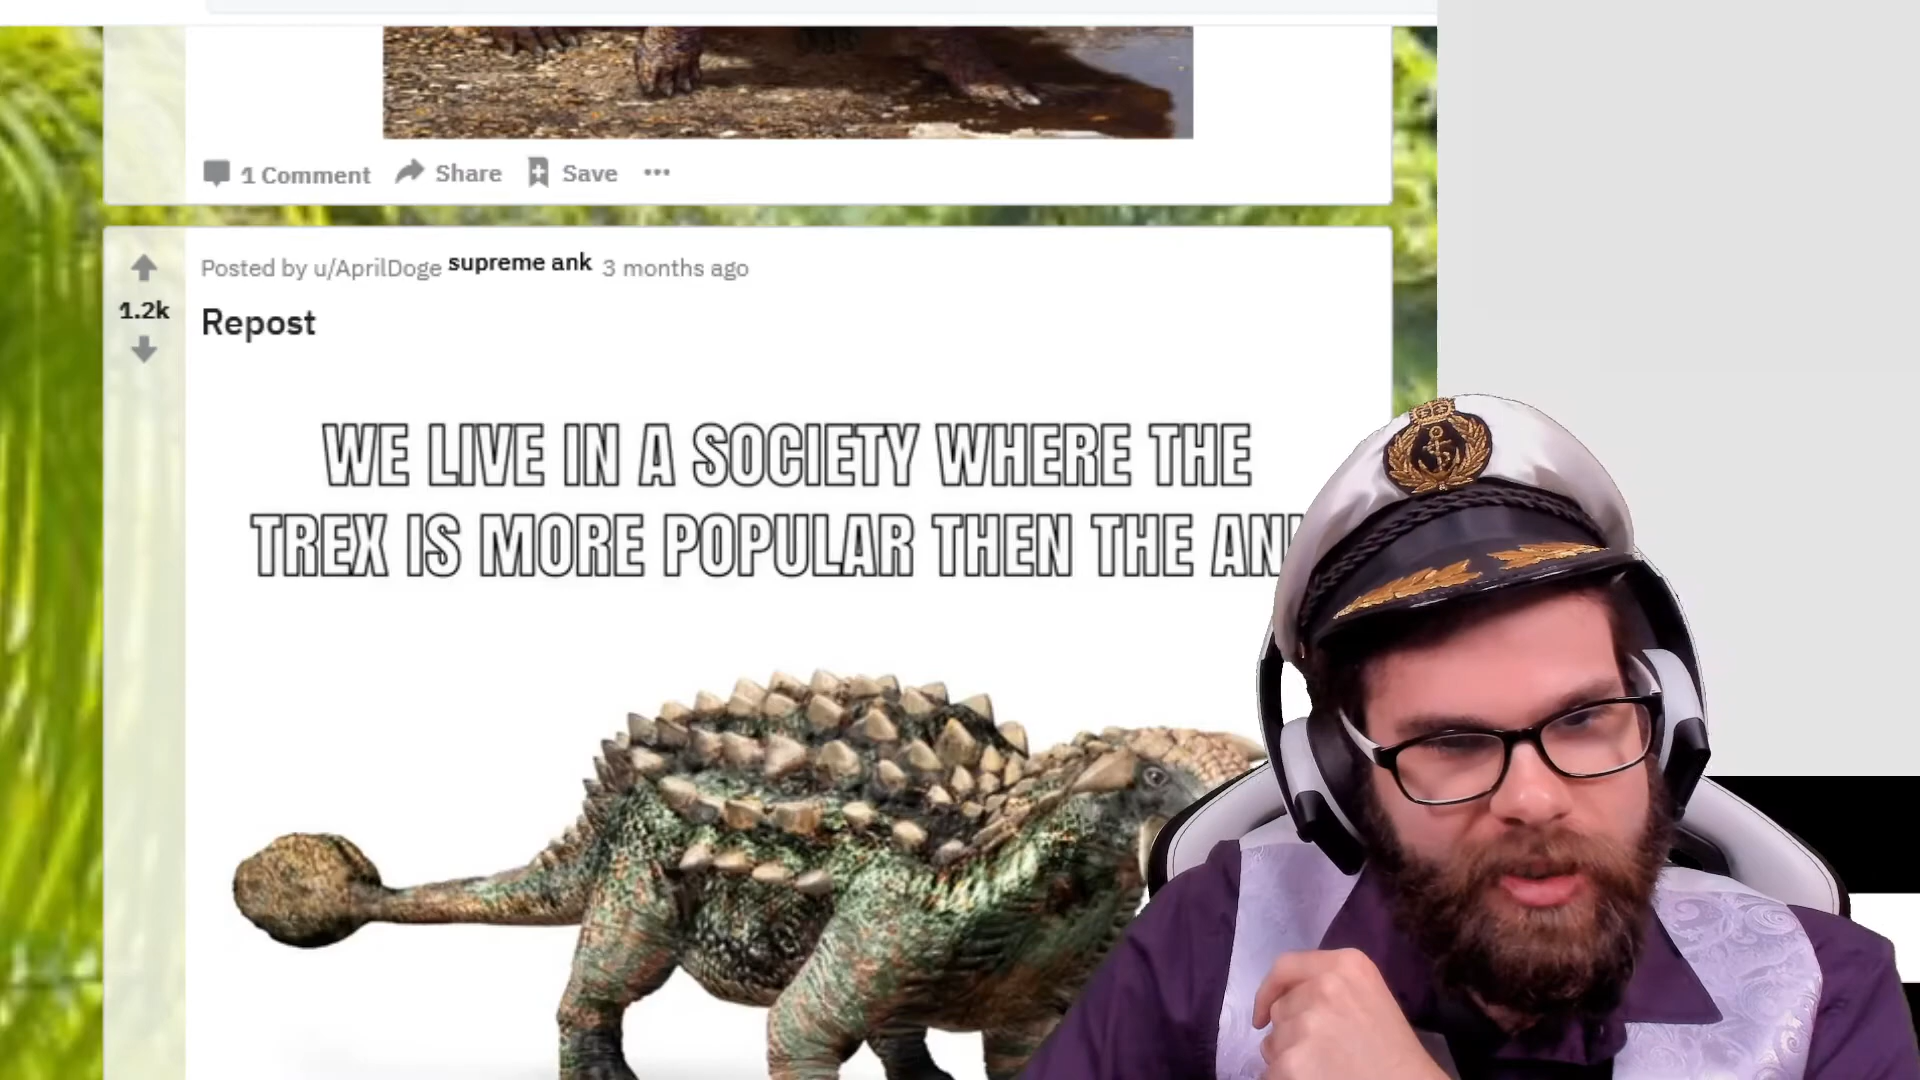 1 Comment Share Save
Posted by u/AprilDoge supreme ank 3 months ago
1.2k
Repost
WE LIVE IN A SOCIETY WHERE THE
TREX IS MORE POPULAR THEN THE